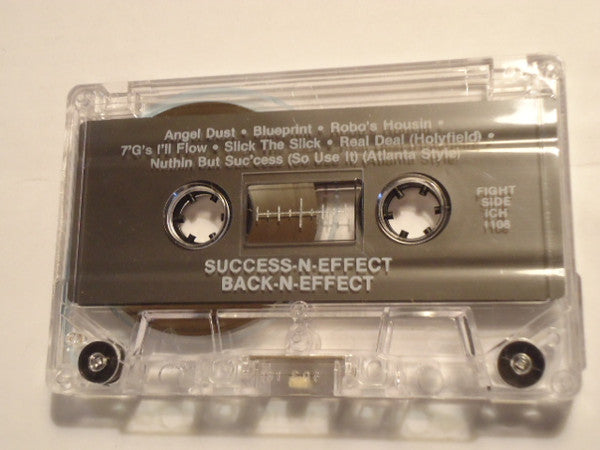 Angel Dust • Blueprint • Robo's Housin •
7'G's I'll Flow • Slick The Slick • Real Deal (Holyfield) •
Nuthin But Suc*cess (So Use It) (Atlanta Style)
FIGHT
SIDE
ICH
1108
SUCCESS-N-EFFECT
BACK-N-EFFECT